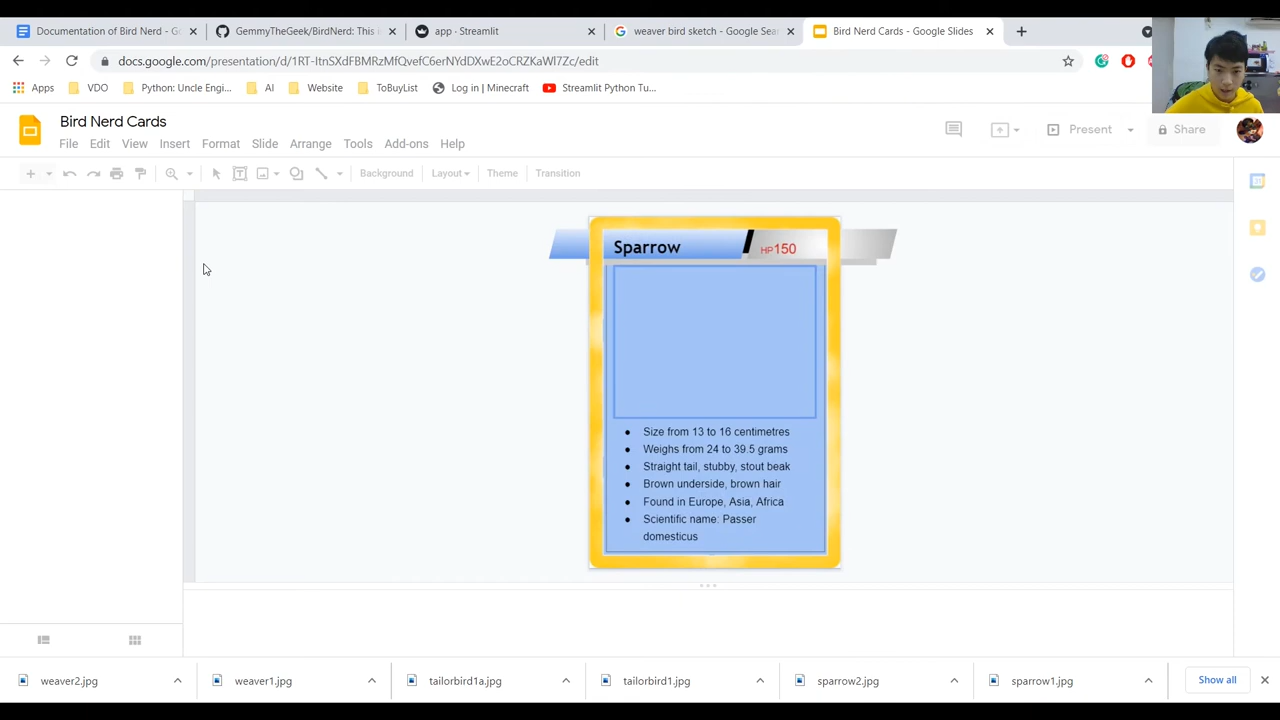 Documentation of Bird Nerd - G
GemmyTheGeek/BirdNerd: This i
app · Streamlit
weaver bird sketch - Google Sea
Bird Nerd Cards - Google Slides
docs.google.com/presentation/d/
Apps
VDO
Python: Uncle Engi...
AI
Website
ToBuyList
Log in | Minecraft
Streamlit Python Tu...
Bird Nerd Cards
File Edit View Insert Format Slide Arrange Tools Add-ons Help
Present
Share
Background
Layout
Theme
Transition
Sparrow
HP150
● Size from 13 to 16 centimetres
● Weighs from 24 to 39.5 grams
● Straight tail, stubby, stout beak
● Brown underside, brown hair
● Found in Europe, Asia, Africa
● Scientific name: Passer
domesticus
weaver2.jpg
weaver1.jpg
tailorbird1a.jpg
tailorbird1.jpg
sparrow2.jpg
sparrow1.jpg
Show all